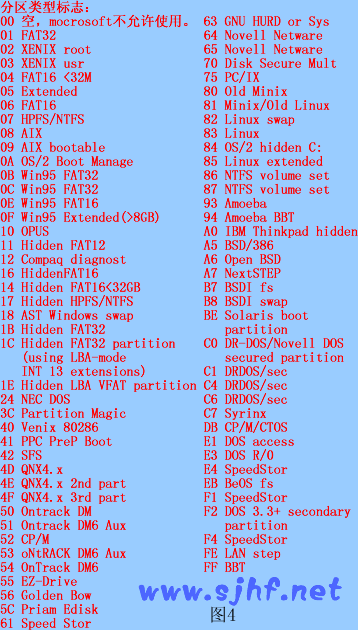 分区类型标志:
00 空, mocrosoft不允许使用。
01 FAT32
02 XENIX root
03 XENIX usr
04 FAT16 <32M
05 Extended
06 FAT16
07 HPFS/NTFS
08 AIX
09 AIX bootable
0A OS/2 Boot Manage
0B Win95 FAT32
0C Win95 FAT32
0E Win95 FAT16
0F Win95 Extended(>8GB)
10 OPUS
11 Hidden FAT12
12 Compaq diagnost
16 HiddenFAT16
14 Hidden FAT16<32GB
17 Hidden HPFS/NTFS
18 AST Windows swap
1B Hidden FAT32
1C Hidden FAT32 partition
(using LBA-mode
INT 13 extensions)
1E Hidden LBA VFAT partition
24 NEC DOS
3C Partition Magic
40 Venix 80286
41 PPC PreP Boot
42 SFS
4D QNX4.x
4E QNX4.x 2nd part
4F QNX4.x 3rd part
50 Ontrack DM
51 Ontrack DM6 Aux
52 CP/M
53 oNtRACK DM6 Aux
54 OnTrack DM6
55 EZ-Drive
56 Golden Bow
5C Priam Edisk
61 Speed Stor
63 GNU HURD or Sys
64 Novell Netware
65 Novell Netware
70 Disk Secure Mult
75 PC/IX
80 Old Minix
81 Minix/Old Linux
82 Linux swap
83 Linux
84 OS/2 hidden C:
85 Linux extended
86 NTFS volume set
87 NTFS volume set
93 Amoeba
94 Amoeba BBT
A0 IBM Thinkpad hidden
A5 BSD/386
A6 Open BSD
A7 NextSTEP
B7 BSDI fs
B8 BSDI swap
BE Solaris boot
partition
C0 DR-DOS/Novell DOS
secured partition
C1 DRDOS/sec
C4 DRDOS/sec
C6 DRDOS/sec
C7 Syrinx
DB CP/M/CTOS
E1 DOS access
E3 DOS R/O
E4 SpeedStor
EB BeOS fs
F1 SpeedStor
F2 DOS 3.3+ secondary
partition
F4 SpeedStor
FE LAN step
FF BBT
www.sjhf.net
图4